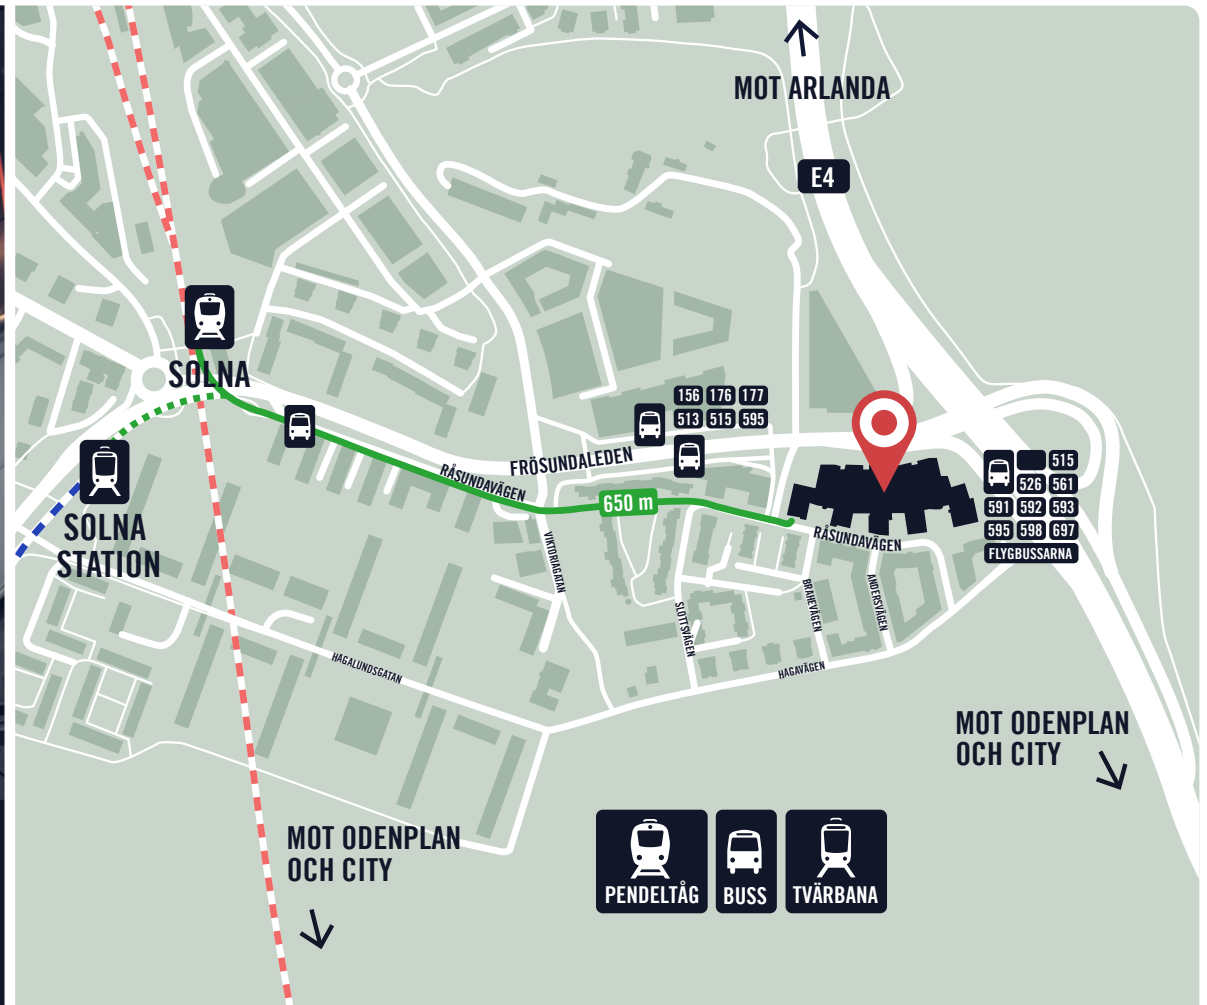 MOT ARLANDA
E4
SOLNA
156 176 177
513 515 595
FRÖSUNDALEDEN
RÅSUNDAVÄGEN
650 m
SOLNA
STATION
515
526 561
591 592 593
595 598 697
FLYGBUSSARNA
RÅSUNDAVÄGEN
VIKTORIAGATAN
SLOTTSVÄGEN
BRAHEVÄGEN
ANDERSVÄGEN
HAGALUNDSGATAN
HAGAVÄGEN
MOT ODENPLAN
OCH CITY
MOT ODENPLAN
OCH CITY
PENDELTÅG
BUSS
TVÄRBANA